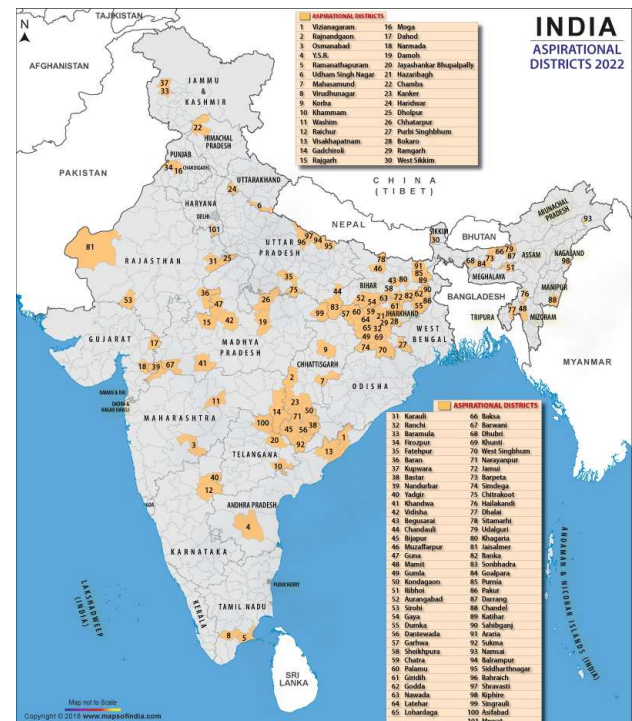 INDIA
ASPIRATIONAL
DISTRICTS 2022
N
TAJIKISTAN
AFGHANISTAN
PAKISTAN
CHINA
(TIBET)
NEPAL
BHUTAN
BANGLADESH
MYANMAR
SRI
LANKA
ASPIRATIONAL DISTRICTS
1 Vizianagaram
2 Rajnandgaon
3 Osmanabad
4 Y.S.R.
5 Ramanathapuram
6 Udham Singh Nagar
7 Mahasamund
8 Virudhunagar
9 Korba
10 Khammam
11 Washim
12 Raichur
13 Visakhapatnam
14 Gadchiroli
15 Rajgarh
16 Moga
17 Dahod
18 Narmada
19 Damoh
20 Jayashankar Bhupalpally
21 Hazaribagh
22 Chamba
23 Kanker
24 Haridwar
25 Dholpur
26 Chhatarpur
27 Purbi Singhbhum
28 Bokaro
29 Ramgarh
30 West Sikkim
JAMMU
&
KASHMIR
HIMACHAL
PRADESH
PUNJAB
CHANDIGARH
UTTARAKHAND
HARYANA
DELHI
RAJASTHAN
UTTAR
PRADESH
SIKKIM
ARUNACHAL
PRADESH
ASSAM
NAGALAND
MEGHALAYA
MANIPUR
TRIPURA
MIZORAM
BIHAR
JHARKHAND
WEST
BENGAL
GUJARAT
MADHYA
PRADESH
CHHATTISGARH
ODISHA
DAMAN & DIU
DADRA &
NAGAR HAVELI
MAHARASHTRA
TELANGANA
GOA
ANDHRA PRADESH
KARNATAKA
PUDUCHERRY
TAMIL NADU
KERALA
LAKSHADWEEP
(INDIA)
ANDAMAN & NICOBAR ISLANDS (INDIA)
ASPIRATIONAL DISTRICTS
31 Karauli
32 Ranchi
33 Baramula
34 Firozpur
35 Fatehpur
36 Baran
37 Kupwara
38 Bastar
39 Nandurbar
40 Yadgir
41 Khandwa
42 Vidisha
43 Begusarai
44 Chandauli
45 Bijapur
46 Muzaffarpur
47 Guna
48 Mamit
49 Gumla
50 Kondagaon
51 Ribhoi
52 Aurangabad
53 Sirohi
54 Gaya
55 Dumka
56 Dantewada
57 Garhwa
58 Sheikhpura
59 Chatra
60 Palamu
61 Giridih
62 Godda
63 Nawada
64 Latehar
65 Lohardaga
66 Baksa
67 Barwani
68 Dhubri
69 Khunti
70 West Singbhum
71 Narayanpur
72 Jamui
73 Barpeta
74 Simdega
75 Chitrakoot
76 Hailakandi
77 Dhalai
78 Sitamarhi
79 Udalguri
80 Khagaria
81 Jaisalmer
82 Banka
83 Sonbhadra
84 Goalpara
85 Purnia
86 Pakur
87 Darrang
88 Chandel
89 Katihar
90 Sahibganj
91 Araria
92 Sukma
93 Namsai
94 Balrampur
95 Siddharthnagar
96 Bahraich
97 Shravasti
98 Kiphire
99 Singrauli
100 Asifabad
Map not to Scale
Copyright © 2018 www.mapsofindia.com